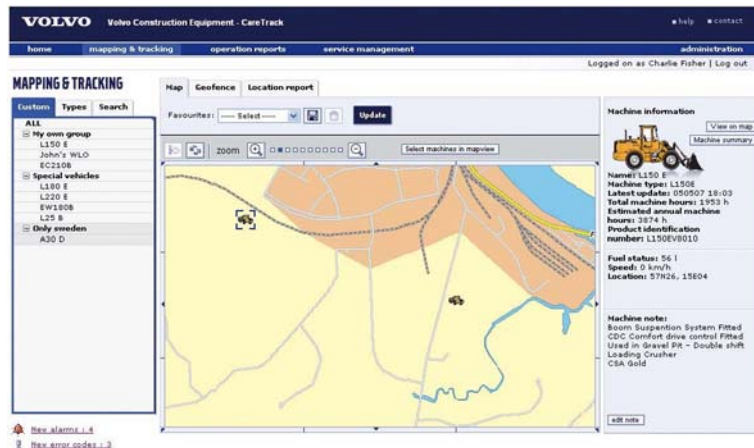 VOLVO Volvo Construction Equipment - CareTrack
help contact
home mapping & tracking operation reports service management administration
Logged on as Charlie Fisher | Log out
MAPPING & TRACKING
Custom Types Search
ALL
My own group
L150 E
John's WLO
EC210B
Special vehicles
L180 E
L220 E
EW180B
L25 B
Only sweden
A30 D
New alarms : 4
New error codes : 3
Map Geofence Location report
Favourites: ---- Select ---- Update
zoom Select machines in mapview
Machine information
View on map
Machine summary
Name: L150 E
Machine type: L150E
Latest update: 050507 18:03
Total machine hours: 1953 h
Estimated annual machine
hours: 3874 h
Product identification
number: L150EV8010
Fuel status: 56 l
Speed: 0 km/h
Location: 57N26, 15E04
Machine note:
Boom Suspention System Fitted
CDC Comfort drive control Fitted
Used in Gravel Pit - Double shift
Loading Crusher
CSA Gold
edit note